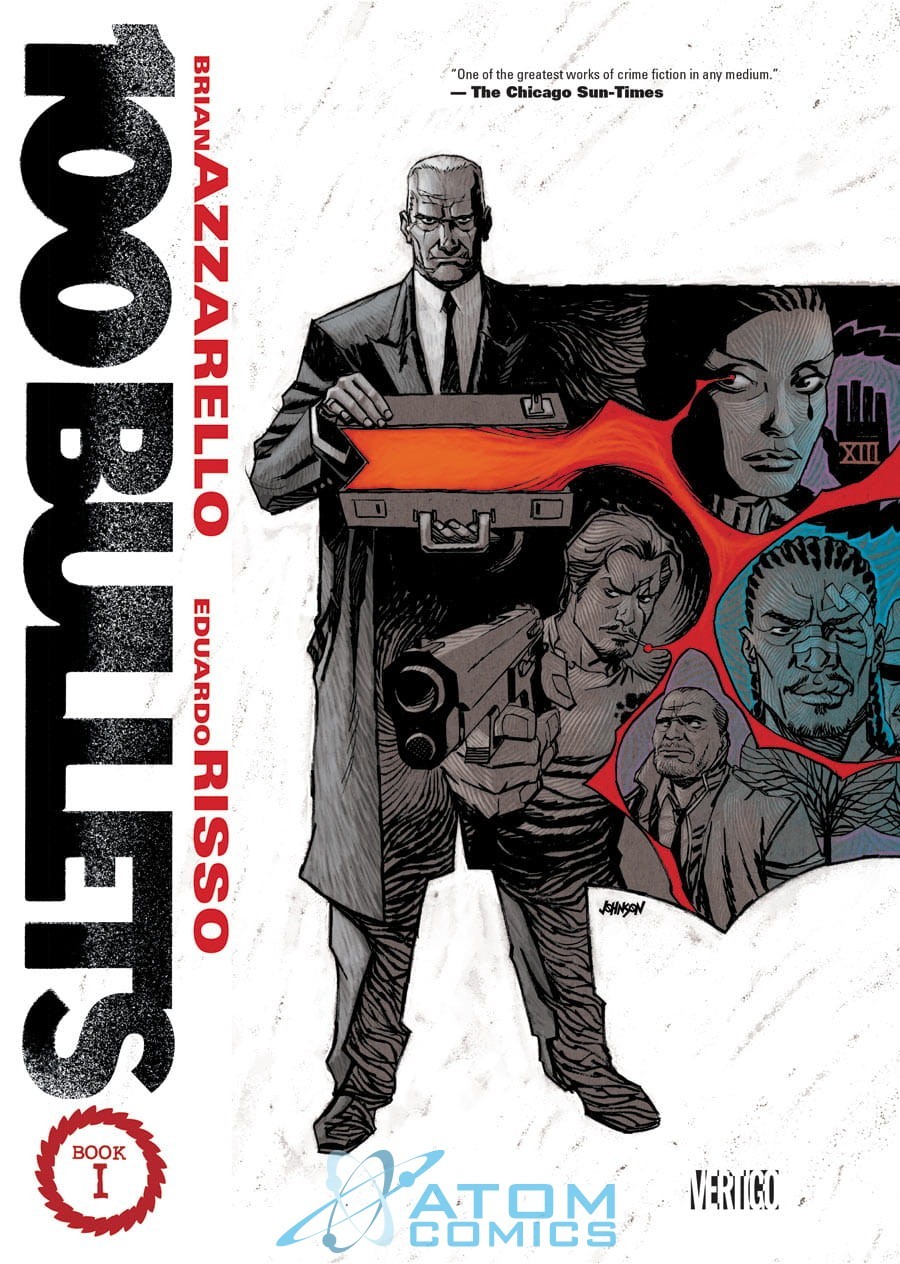 100 BULLETS
BRIAN AZZARELLO
EDUARDO RISSO
“One of the greatest works of crime fiction in any medium.”
— The Chicago Sun-Times
XIII
JOHNSON
BOOK
I
ATOM
COMICS
VERTIGO